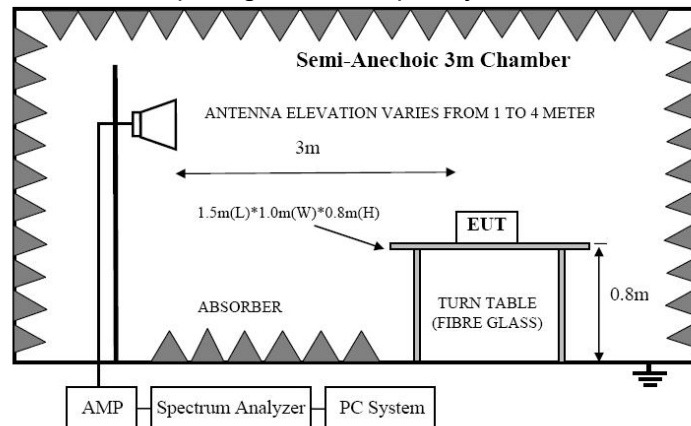 Semi-Anechoic 3m Chamber
ANTENNA ELEVATION VARIES FROM 1 TO 4 METER
3m
1.5m(L)*1.0m(W)*0.8m(H)
EUT
ABSORBER
TURN TABLE
(FIBRE GLASS)
0.8m
AMP
Spectrum Analyzer
PC System